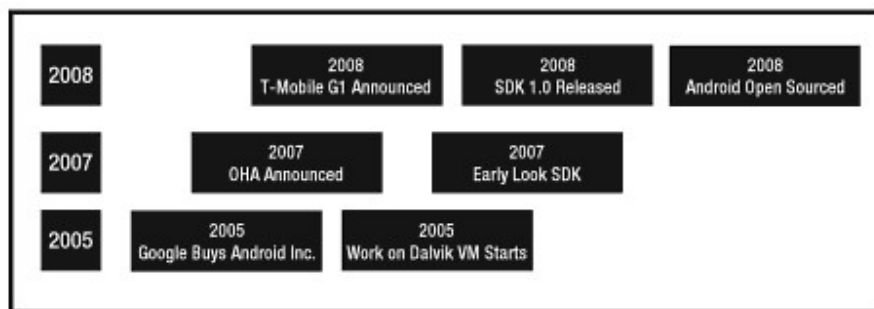 2008
2008
T-Mobile G1 Announced
2008
SDK 1.0 Released
2008
Android Open Sourced
2007
2007
OHA Announced
2007
Early Look SDK
2005
2005
Google Buys Android Inc.
2005
Work on Dalvik VM Starts